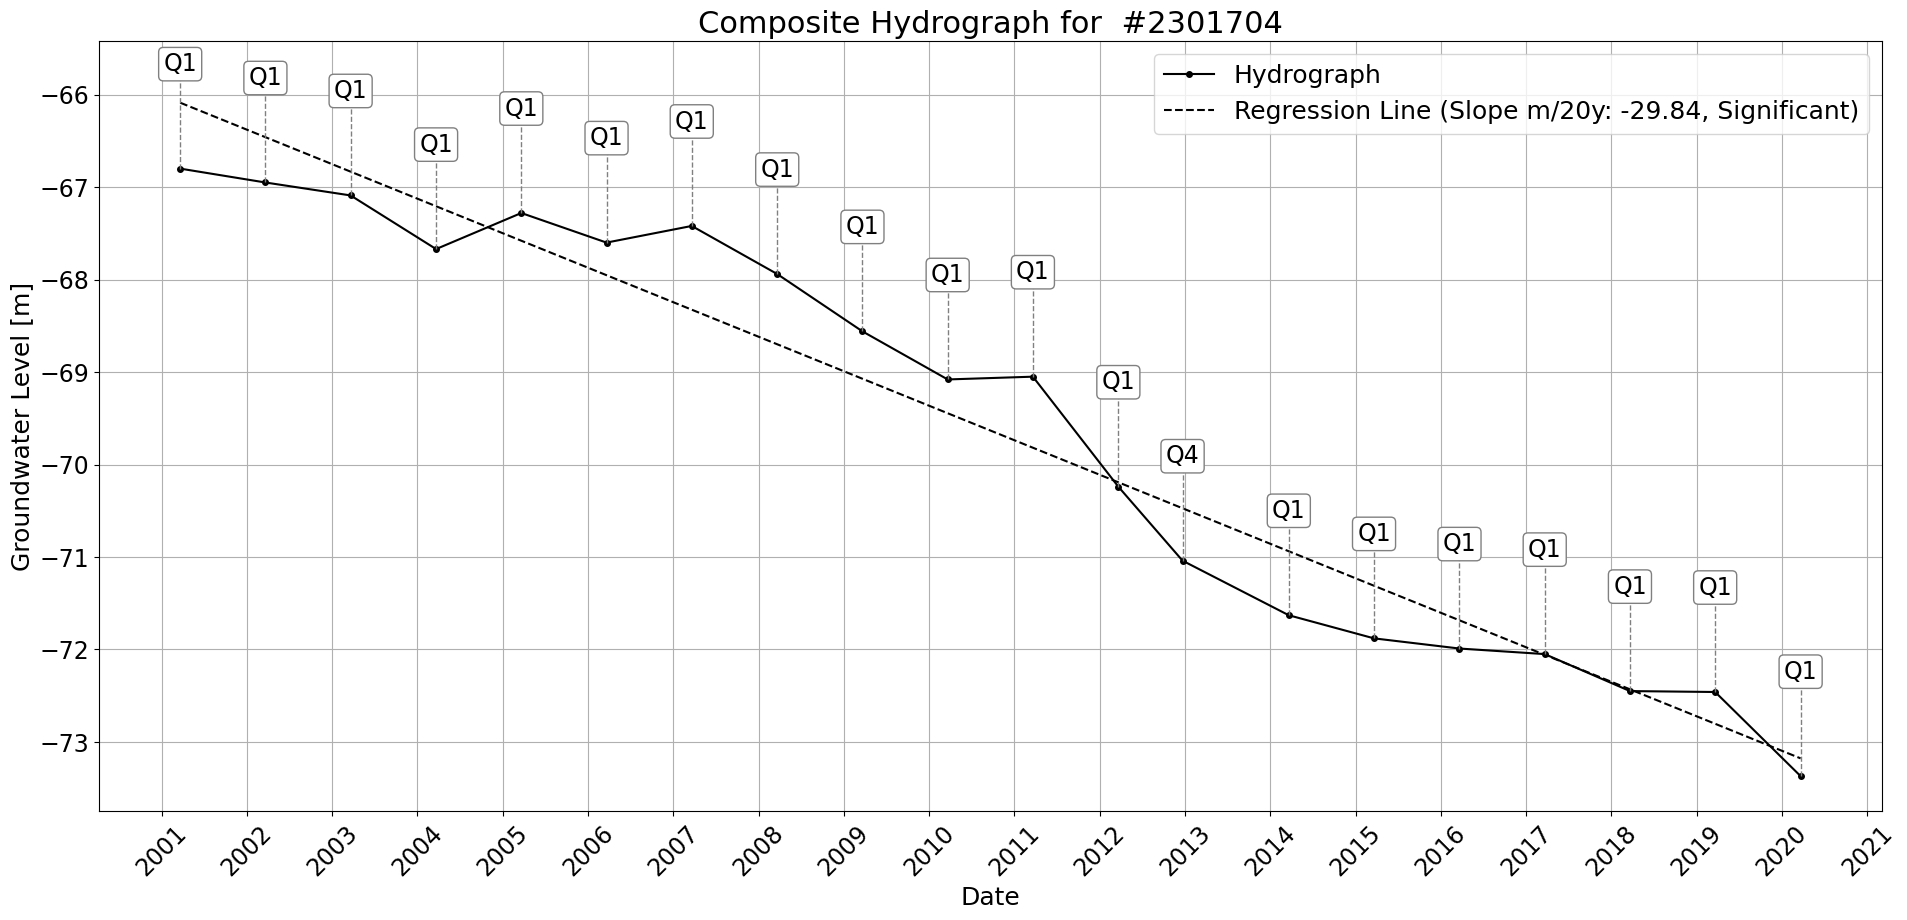 Composite Hydrograph for  #2301704
Hydrograph
Regression Line (Slope m/20y: -29.84, Significant)
Q1
Q1
Q1
Q1
Q1
Q1
Q1
Q1
Q1
Q1
Q1
Q1
Q4
Q1
Q1
Q1
Q1
Q1
Q1
Q1
Groundwater Level [m]
−66
−67
−68
−69
−70
−71
−72
−73
2001
2002
2003
2004
2005
2006
2007
2008
2009
2010
2011
2012
2013
2014
2015
2016
2017
2018
2019
2020
2021
Date